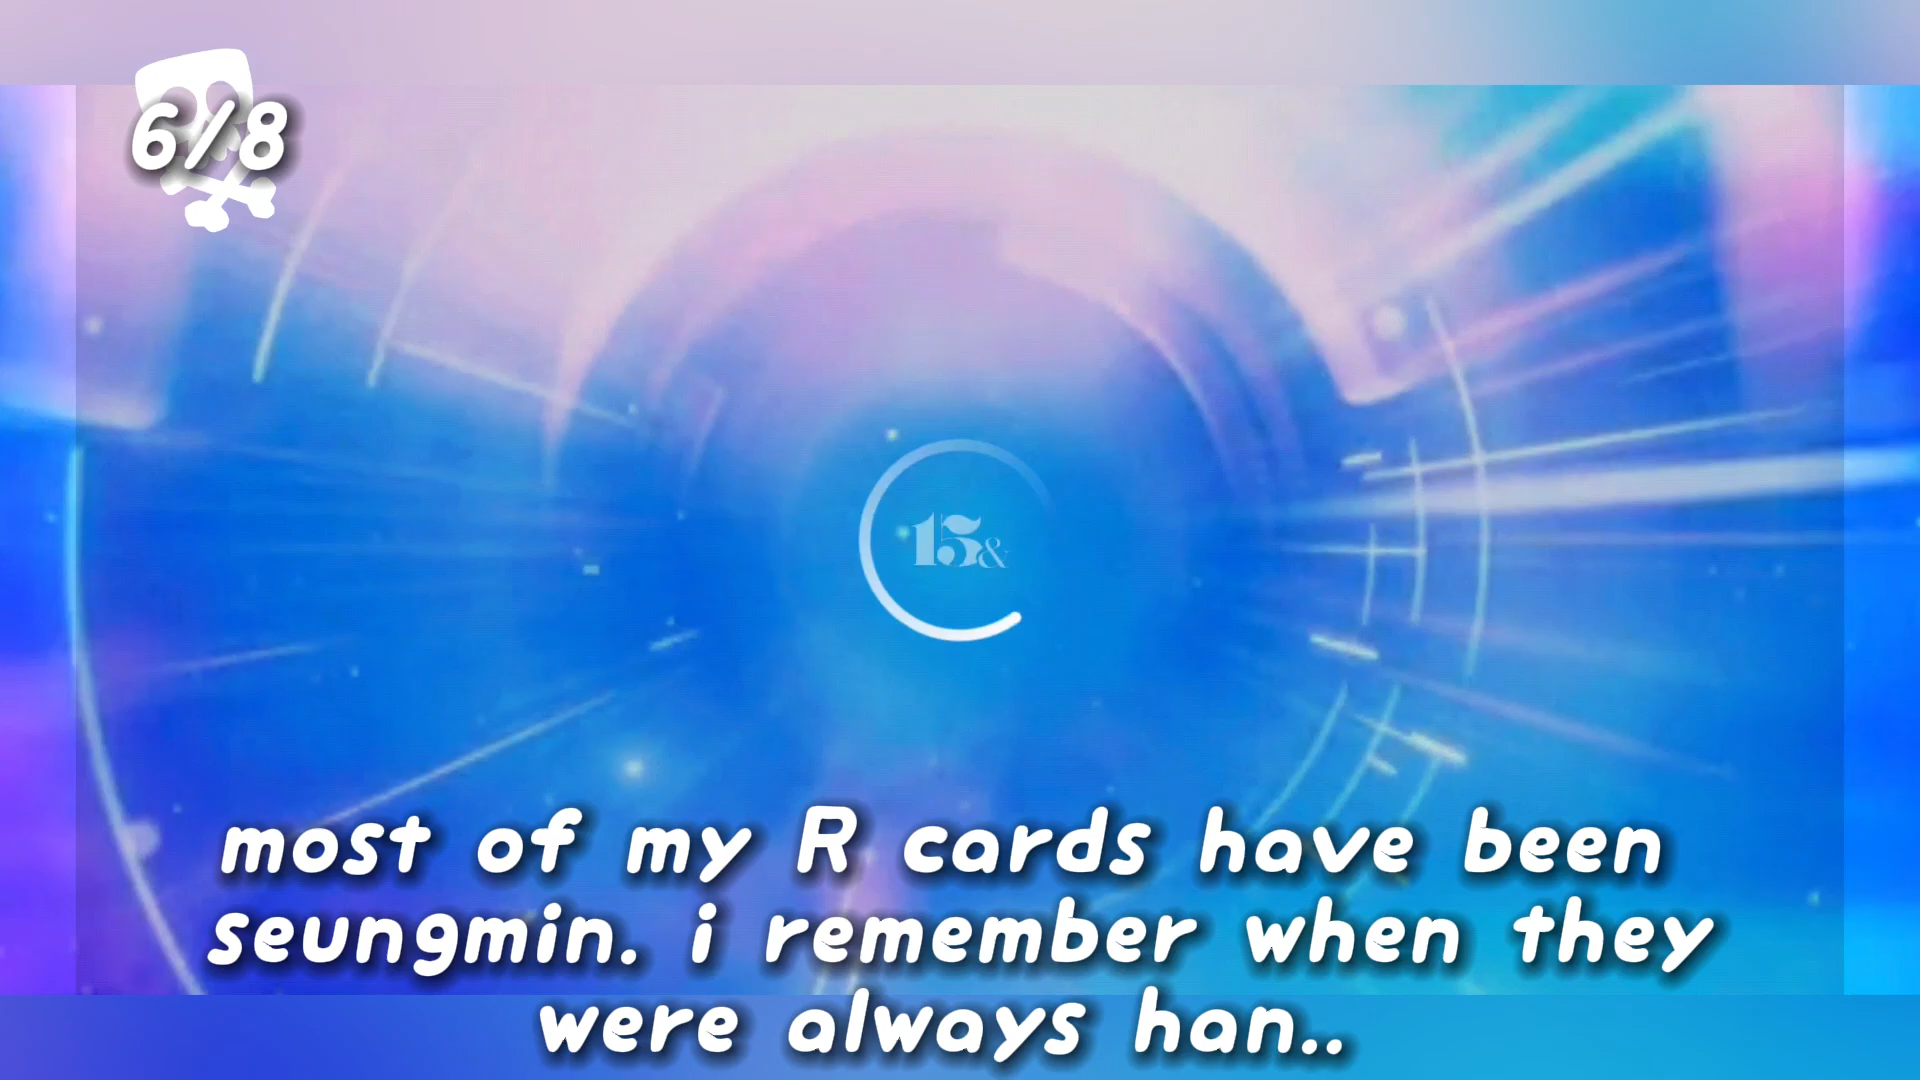 6/8
15&
most of my R cards have been
seungmin. i remember when they
were always han..